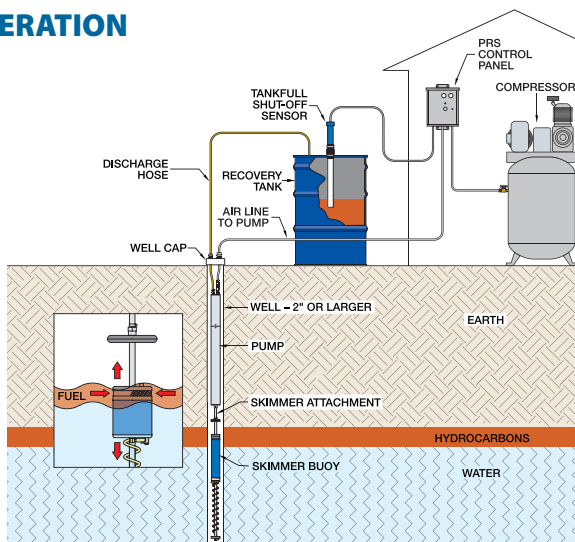 ERATION
PRS
CONTROL
PANEL
COMPRESSOR
TANKFULL
SHUT-OFF
SENSOR
DISCHARGE
HOSE
RECOVERY
TANK
AIR LINE
TO PUMP
WELL CAP
WELL – 2" OR LARGER
EARTH
PUMP
FUEL
SKIMMER ATTACHMENT
HYDROCARBONS
SKIMMER BUOY
WATER